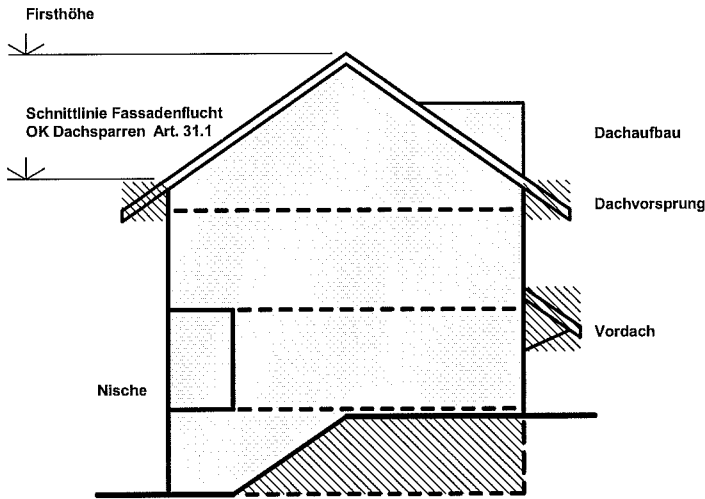 Firsthöhe
Schnittlinie Fassadenflucht
OK Dachsparren Art. 31.1
Dachaufbau
Dachvorsprung
Vordach
Nische